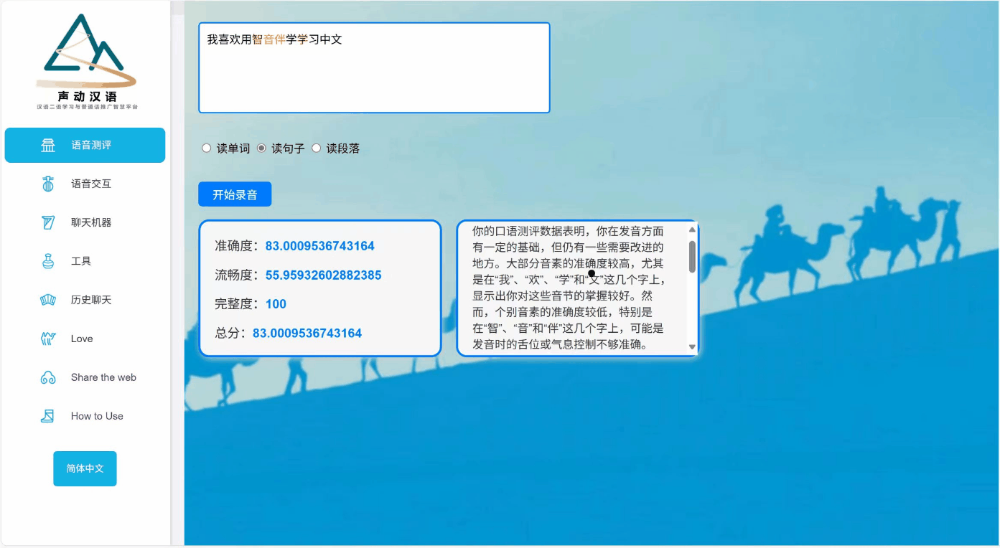 声动汉语
汉语二语学习与普通话推广智慧平台
语音测评
语音交互
聊天机器
工具
历史聊天
Love
Share the web
How to Use
简体中文
我喜欢用智音伴学学习中文
读单词 读句子 读段落
开始录音
准确度：83.0009536743164
流畅度：55.95932602882385
完整度：100
总分：83.0009536743164
你的口语测评数据表明，你在发音方面
有一定的基础，但仍有一些需要改进的
地方。大部分音素的准确度较高，尤其
是在“我”、“欢”、“学”和“文”这几个字上，
显示出你对这些音节的掌握较好。然
而，个别音素的准确度较低，特别是
在“智”、“音”和“伴”这几个字上，可能是
发音时的舌位或气息控制不够准确。